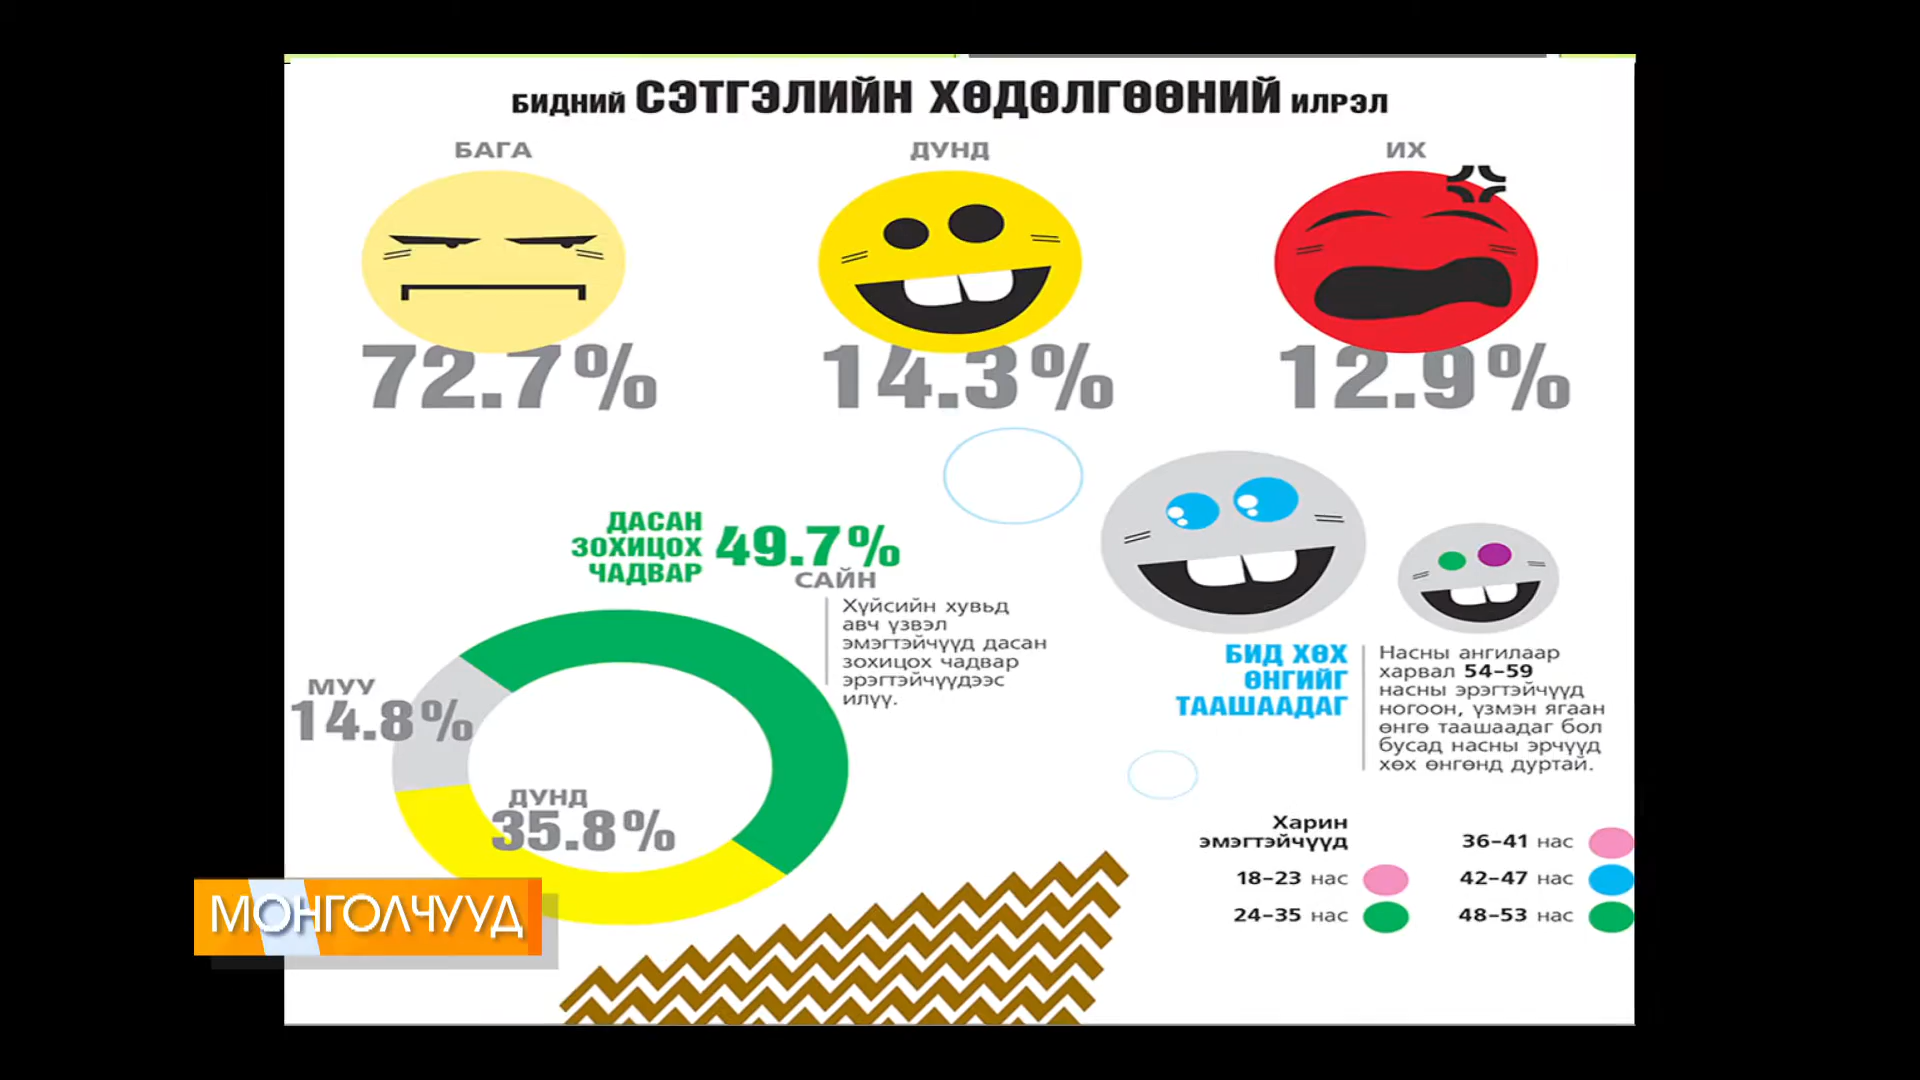 БИДНИЙ СЭТГЭЛИЙН ХӨДӨЛГӨӨНИЙ ИЛРЭЛ
БАГА
72.7%
ДУНД
14.3%
ИХ
12.9%
ДАСАН
ЗОХИЦОХ
ЧАДВАР
49.7%
САЙН
Хүйсийн хувьд
авч үзвэл
эмэгтэйчүүд дасан
зохицох чадвар
эрэгтэйчүүдээс
илүү.
МУУ
14.8%
ДУНД
35.8%
БИД ХӨХ
ӨНГИЙГ
ТААШААДАГ
Насны ангилаар
харвал 54-59
насны эрэгтэйчүүд
ногоон, үзмэн ягаан
өнгө таашаадаг бол
бусад насны эрчүүд
хөх өнгөнд дуртай.
Харин
эмэгтэйчүүд
18-23 нас
24-35 нас
36-41 нас
42-47 нас
48-53 нас
МОНГОЛЧУУД